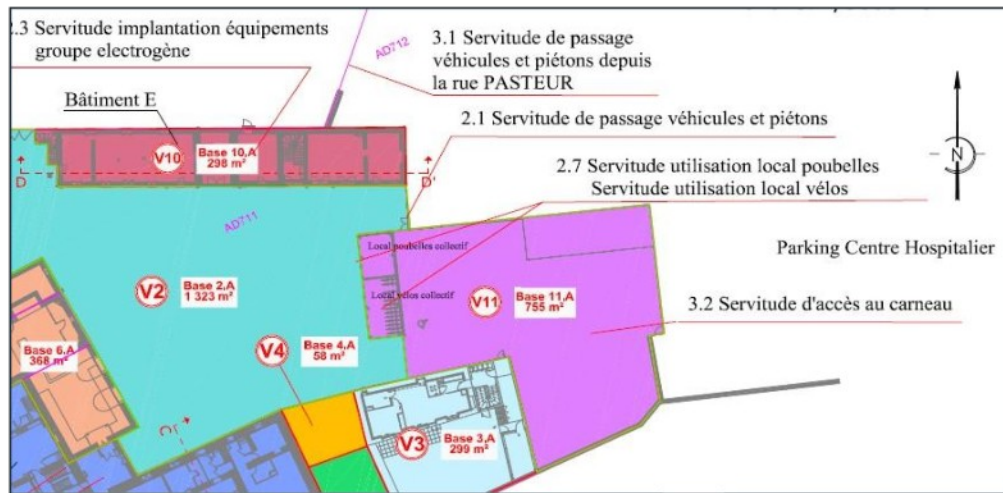 2.3 Servitude implantation équipements
groupe electrogène
AD712
3.1 Servitude de passage
véhicules et piétons depuis
la rue PASTEUR
Bâtiment E
2.1 Servitude de passage véhicules et piétons
V10
Base 10,A
298 m²
D
D'
2.7 Servitude utilisation local poubelles
Servitude utilisation local vélos
N
AD711
Local poubelles collectif
Parking Centre Hospitalier
V2
Base 2,A
1 323 m²
Local vélos collectif
V11
Base 11,A
755 m²
3.2 Servitude d'accès au carneau
Base 6,A
368 m²
V4
Base 4,A
58 m²
C'
V3
Base 3,A
299 m²